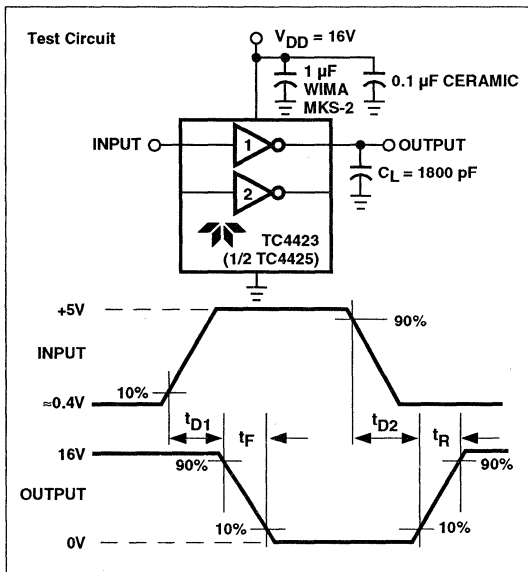 Test Circuit
V_DD = 16V
1 µF
WIMA
MKS-2
0.1 µF CERAMIC
INPUT
1
OUTPUT
C_L = 1800 pF
2
TC4423
(1/2 TC4425)
+5V
90%
INPUT
10%
≈0.4V
t_D1
t_F
t_D2
t_R
16V
90%
90%
OUTPUT
10%
10%
0V